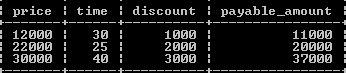 price | time | discount | payable_amount
12000 | 30 | 1000 | 11000
22000 | 25 | 2000 | 20000
30000 | 40 | 3000 | 37000